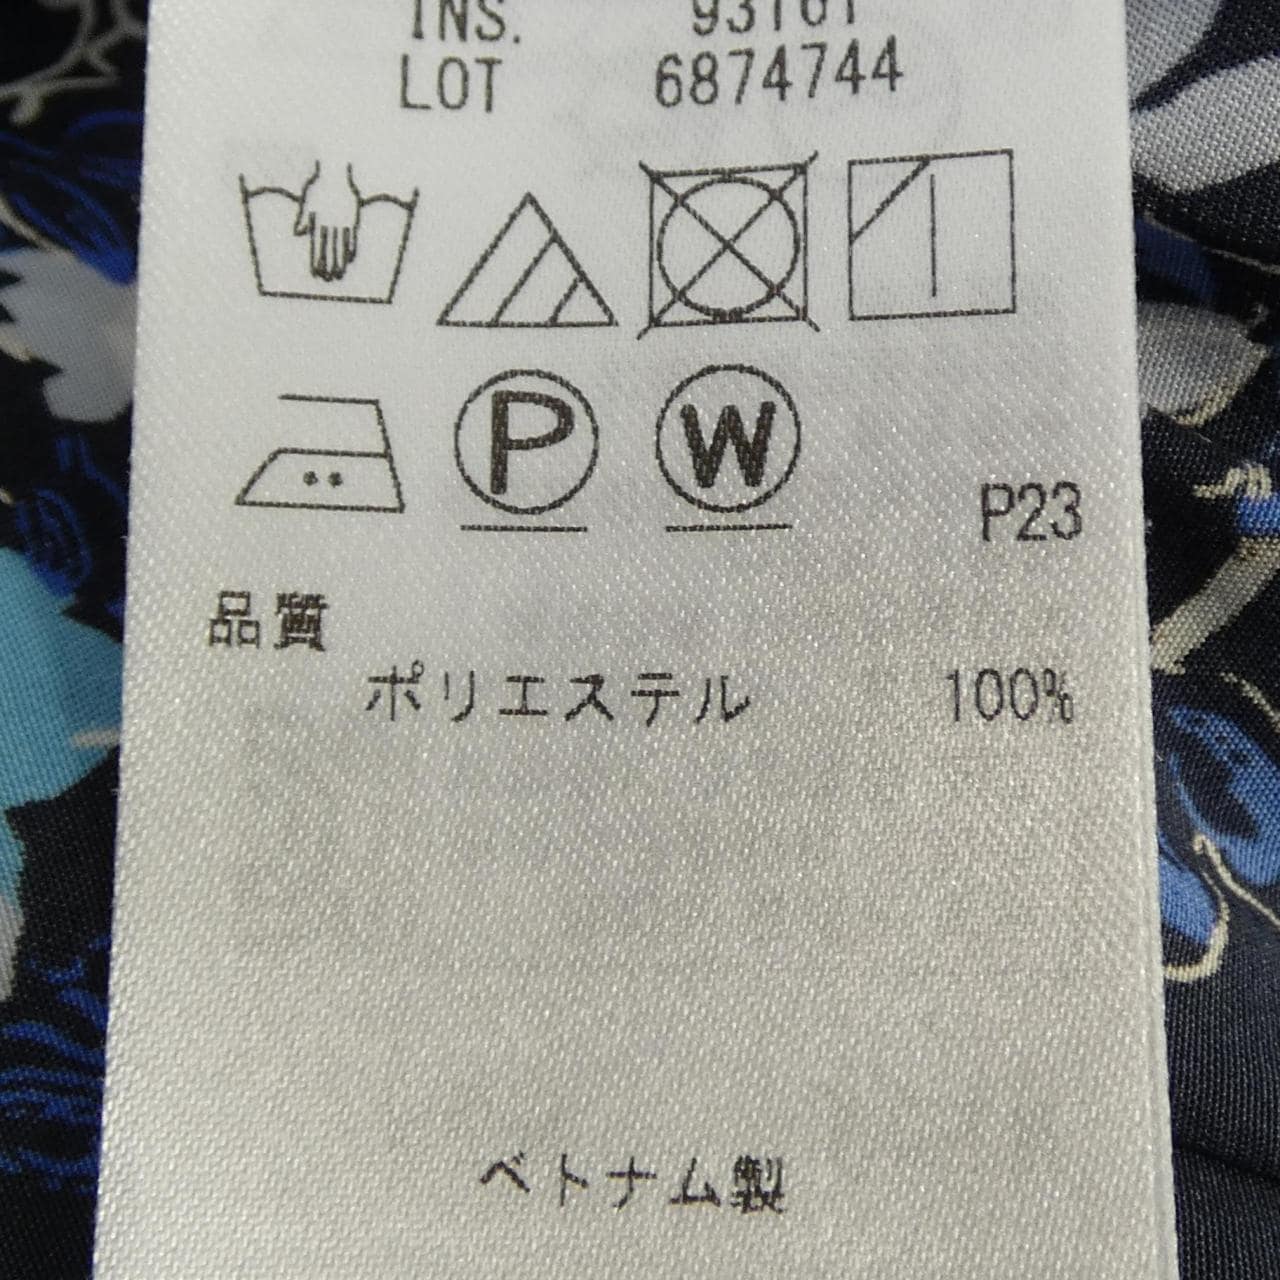 INS. 93101
LOT 6874744
P W
P23
品質
ポリエステル 100%
ベトナム製